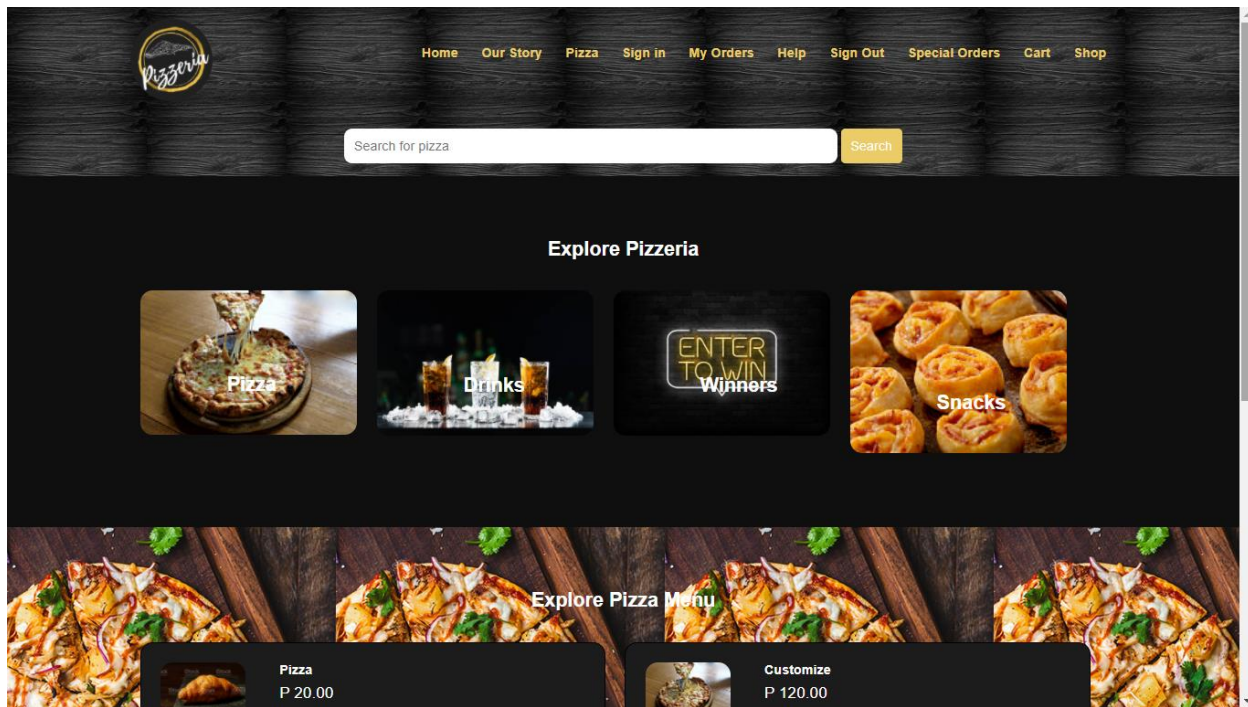 Pizzeria
Home Our Story Pizza Sign in My Orders Help Sign Out Special Orders Cart Shop
Search for pizza Search
Explore Pizzeria
ENTER
TO WIN
Pizza Drinks Winners
Snacks
Explore Pizza Menu
Pizza
P 20.00
Customize
P 120.00